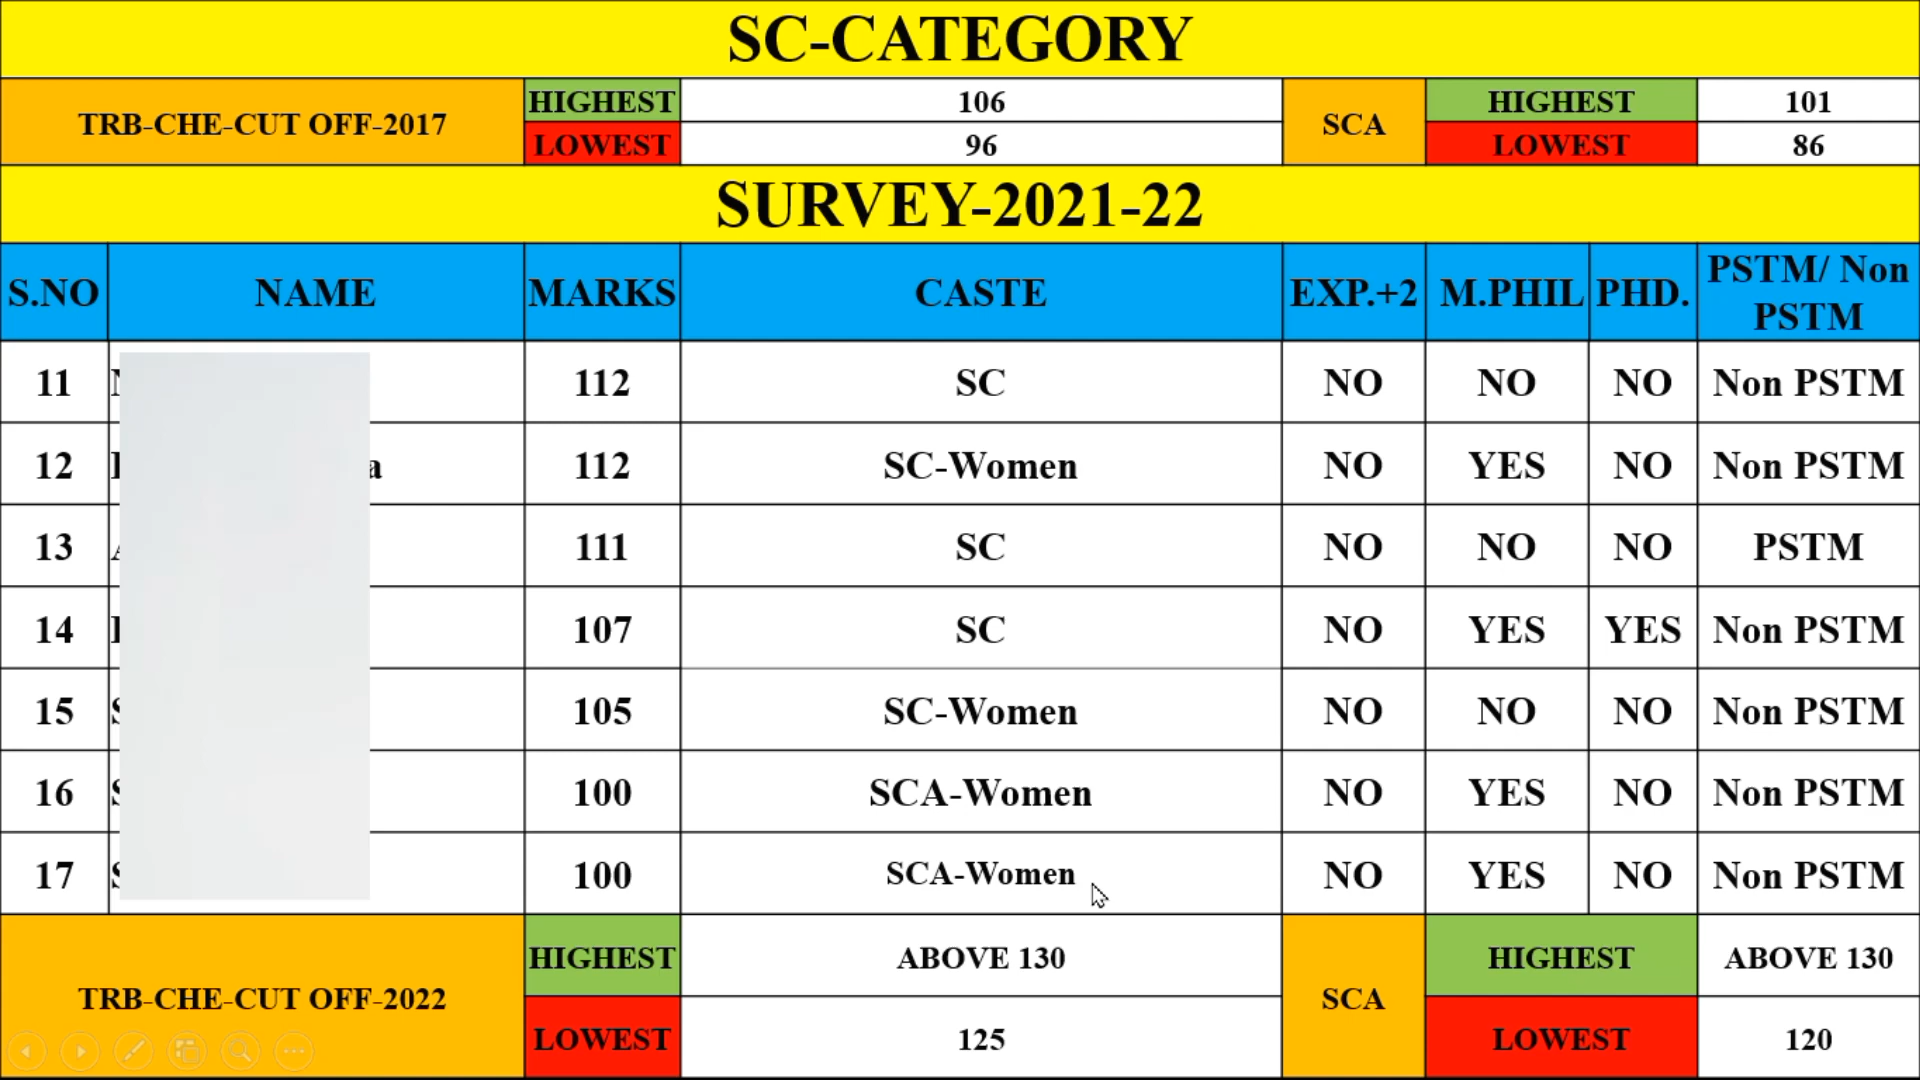 SC-CATEGORY
TRB-CHE-CUT OFF-2017 HIGHEST 106 SCA HIGHEST 101
LOWEST 96 LOWEST 86
SURVEY-2021-22
S.NO NAME MARKS CASTE EXP.+2 M.PHIL PHD. PSTM/ Non PSTM
11 112 SC NO NO NO Non PSTM
12 a 112 SC-Women NO YES NO Non PSTM
13 111 SC NO NO NO PSTM
14 107 SC NO YES YES Non PSTM
15 105 SC-Women NO NO NO Non PSTM
16 100 SCA-Women NO YES NO Non PSTM
17 100 SCA-Women NO YES NO Non PSTM
TRB-CHE-CUT OFF-2022 HIGHEST ABOVE 130 SCA HIGHEST ABOVE 130
LOWEST 125 LOWEST 120